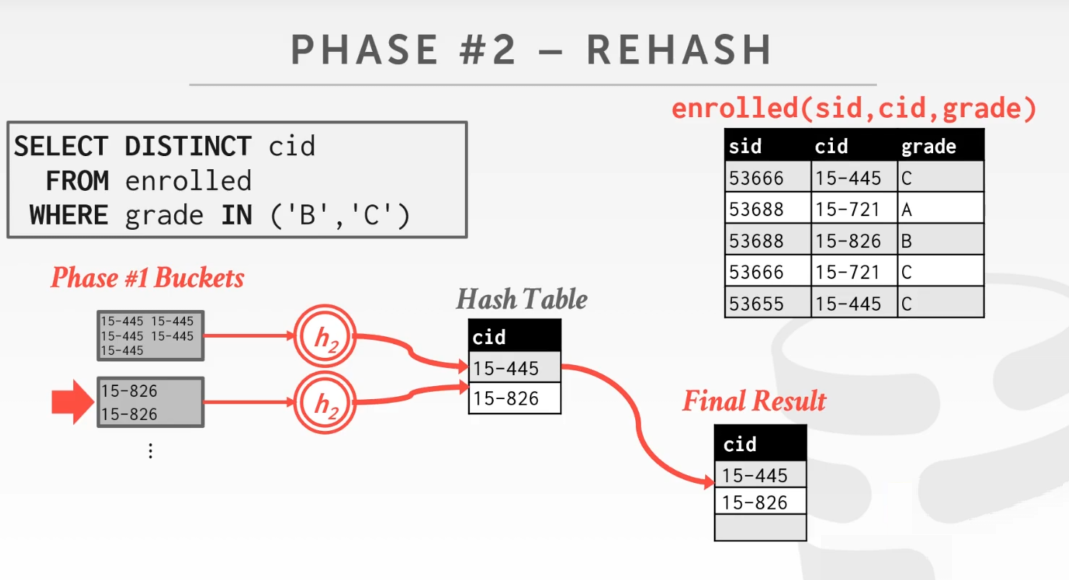 PHASE #2 – REHASH
enrolled(sid,cid,grade)
sid cid grade
53666 15-445 C
53688 15-721 A
53688 15-826 B
53666 15-721 C
53655 15-445 C
SELECT DISTINCT cid
FROM enrolled
WHERE grade IN ('B','C')
Phase #1 Buckets
15-445 15-445
15-445 15-445
15-445
h2
15-826
15-826
h2
⋮
Hash Table
cid
15-445
15-826
Final Result
cid
15-445
15-826